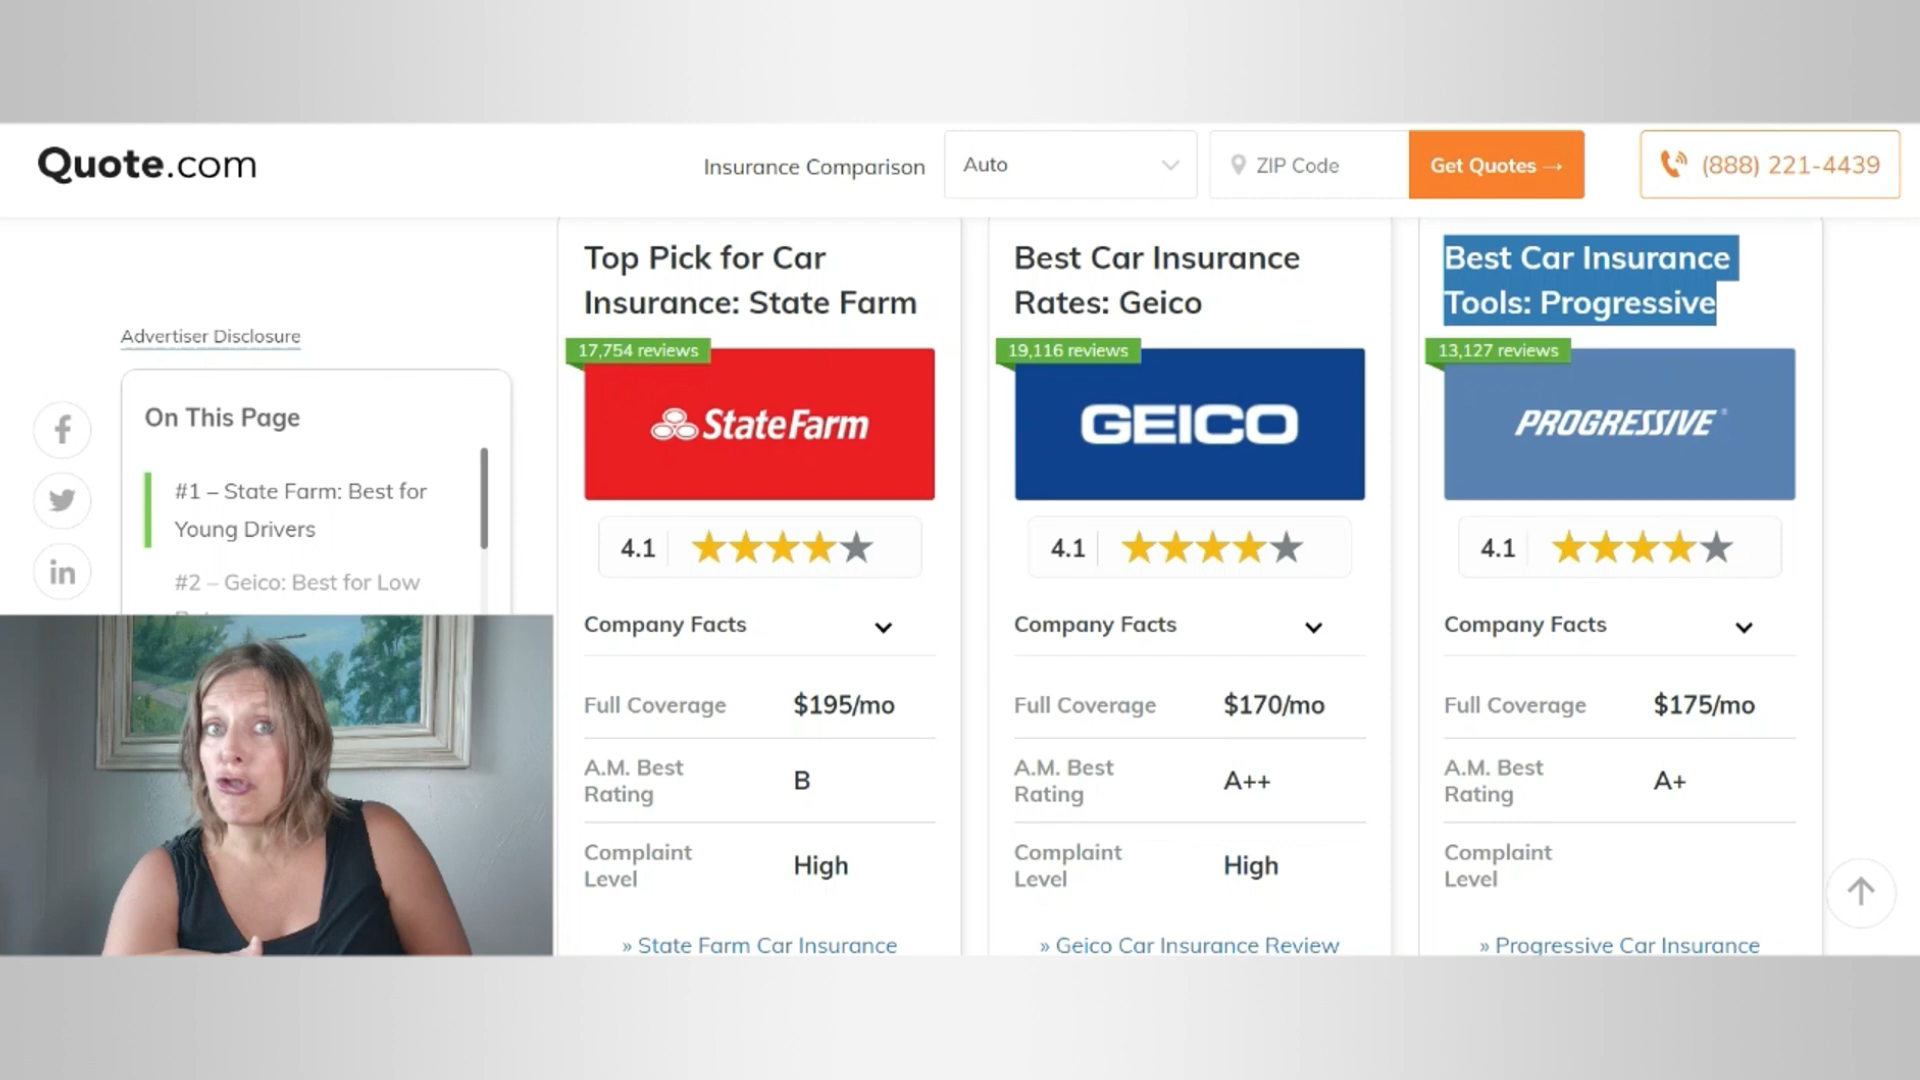 Quote.com
Insurance Comparison
Auto
ZIP Code
Get Quotes →
(888) 221-4439
Advertiser Disclosure
On This Page
#1 – State Farm: Best for
Young Drivers
#2 – Geico: Best for Low
Top Pick for Car
Insurance: State Farm
17,754 reviews
StateFarm
4.1
Company Facts
Full Coverage $195/mo
A.M. Best
Rating
B
Complaint
Level
High
» State Farm Car Insurance
Best Car Insurance
Rates: Geico
19,116 reviews
GEICO
4.1
Company Facts
Full Coverage $170/mo
A.M. Best
Rating
A++
Complaint
Level
High
» Geico Car Insurance Review
Best Car Insurance
Tools: Progressive
13,127 reviews
PROGRESSIVE®
4.1
Company Facts
Full Coverage $175/mo
A.M. Best
Rating
A+
Complaint
Level
» Progressive Car Insurance